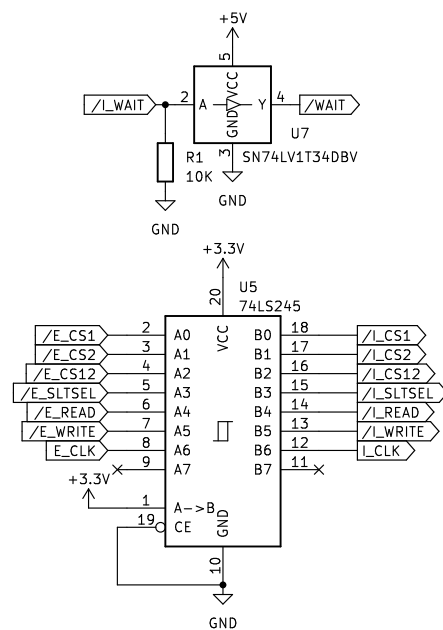 +5V
5
/I_WAIT 2 A VCC GND Y 4 /WAIT
U7
R1 3 SN74LV1T34DBV
10K
GND
GND
+3.3V
20 U5
74LS245
VCC
/E_CS1 2 A0 B0 18 /I_CS1
/E_CS2 3 A1 B1 17 /I_CS2
/E_CS12 4 A2 B2 16 /I_CS12
/E_SLTSEL 5 A3 B3 15 /I_SLTSEL
/E_READ 6 A4 B4 14 /I_READ
/E_WRITE 7 A5 B5 13 /I_WRITE
E_CLK 8 A6 B6 12 I_CLK
9 A7 B7 11
+3.3V
1 A->B
19 CE GND
10
GND